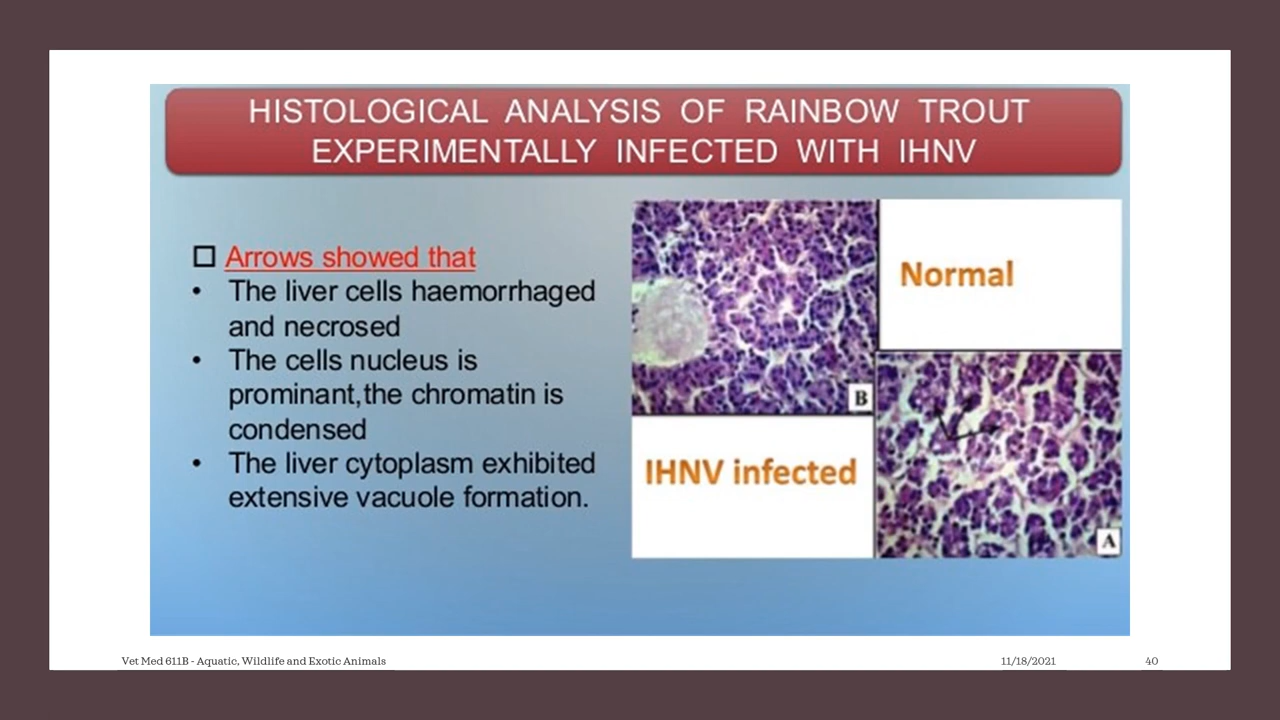 HISTOLOGICAL ANALYSIS OF RAINBOW TROUT
EXPERIMENTALLY INFECTED WITH IHNV
Arrows showed that
• The liver cells haemorrhaged
and necrosed
• The cells nucleus is
prominant,the chromatin is
condensed
• The liver cytoplasm exhibited
extensive vacuole formation.
Normal
B
IHNV infected
A
Vet Med 611B - Aquatic, Wildlife and Exotic Animals
11/18/2021
40